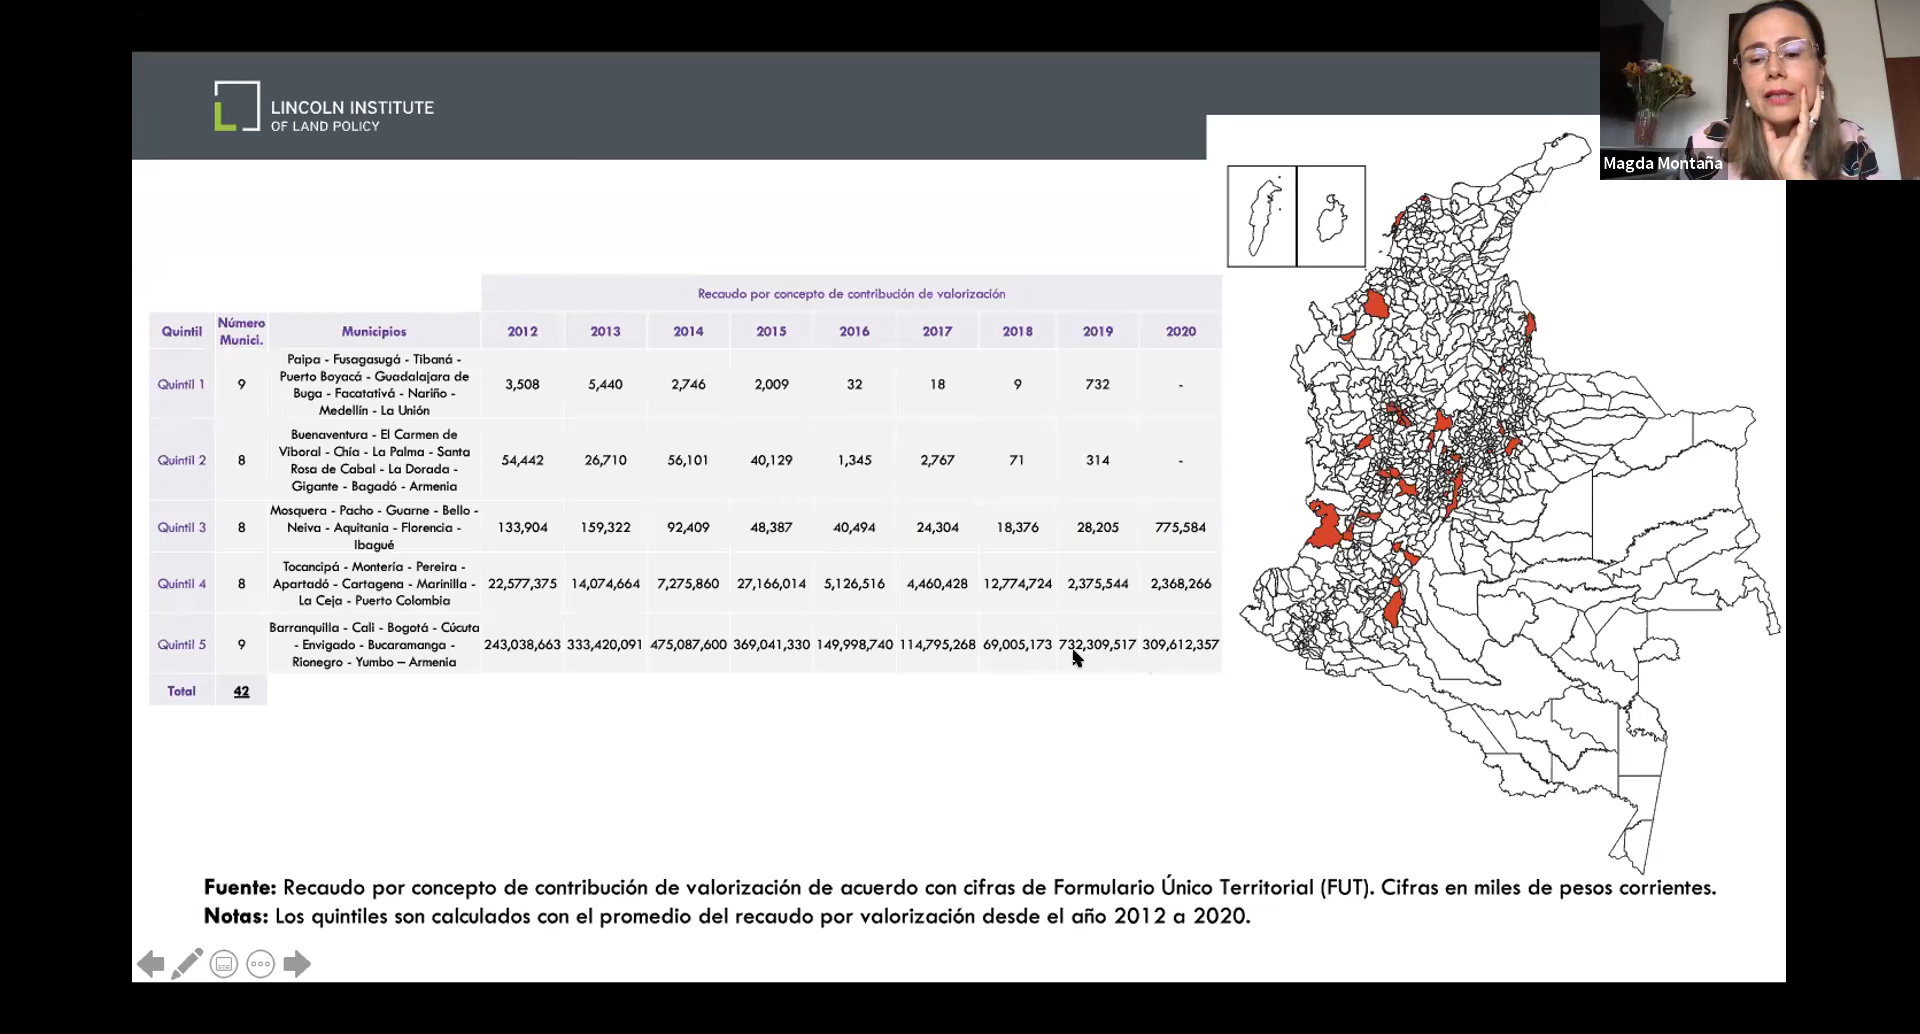 LINCOLN INSTITUTE
OF LAND POLICY
Magda Montaña
Recaudo por concepto de contribución de valorización
Quintil Número Munici. Municipios 2012 2013 2014 2015 2016 2017 2018 2019 2020
Quintil 1 9 Paipa - Fusagasugá - Tibaná -
Puerto Boyacá - Guadalajara de
Buga - Facatativá - Nariño -
Medellín - La Unión
3,508 5,440 2,746 2,009 32 18 9 732 -
Quintil 2 8 Buenaventura - El Carmen de
Viboral - Chía - La Palma - Santa
Rosa de Cabal - La Dorada -
Gigante - Bagadó - Armenia
54,442 26,710 56,101 40,129 1,345 2,767 71 314 -
Quintil 3 8 Mosquera - Pacho - Guarne - Bello -
Neiva - Aquitania - Florencia -
Ibagué
133,904 159,322 92,409 48,387 40,494 24,304 18,376 28,205 775,584
Quintil 4 8 Tocancipá - Montería - Pereira -
Apartadó - Cartagena - Marinilla -
La Ceja - Puerto Colombia
22,577,375 14,074,664 7,275,860 27,166,014 5,126,516 4,460,428 12,774,724 2,375,544 2,368,266
Quintil 5 9 Barranquilla - Cali - Bogotá - Cúcuta
- Envigado - Bucaramanga -
Rionegro - Yumbo – Armenia
243,038,663 333,420,091 475,087,600 369,041,330 149,998,740 114,795,268 69,005,173 732,309,517 309,612,357
Total 42
Fuente: Recaudo por concepto de contribución de valorización de acuerdo con cifras de Formulario Único Territorial (FUT). Cifras en miles de pesos corrientes.
Notas: Los quintiles son calculados con el promedio del recaudo por valorización desde el año 2012 a 2020.